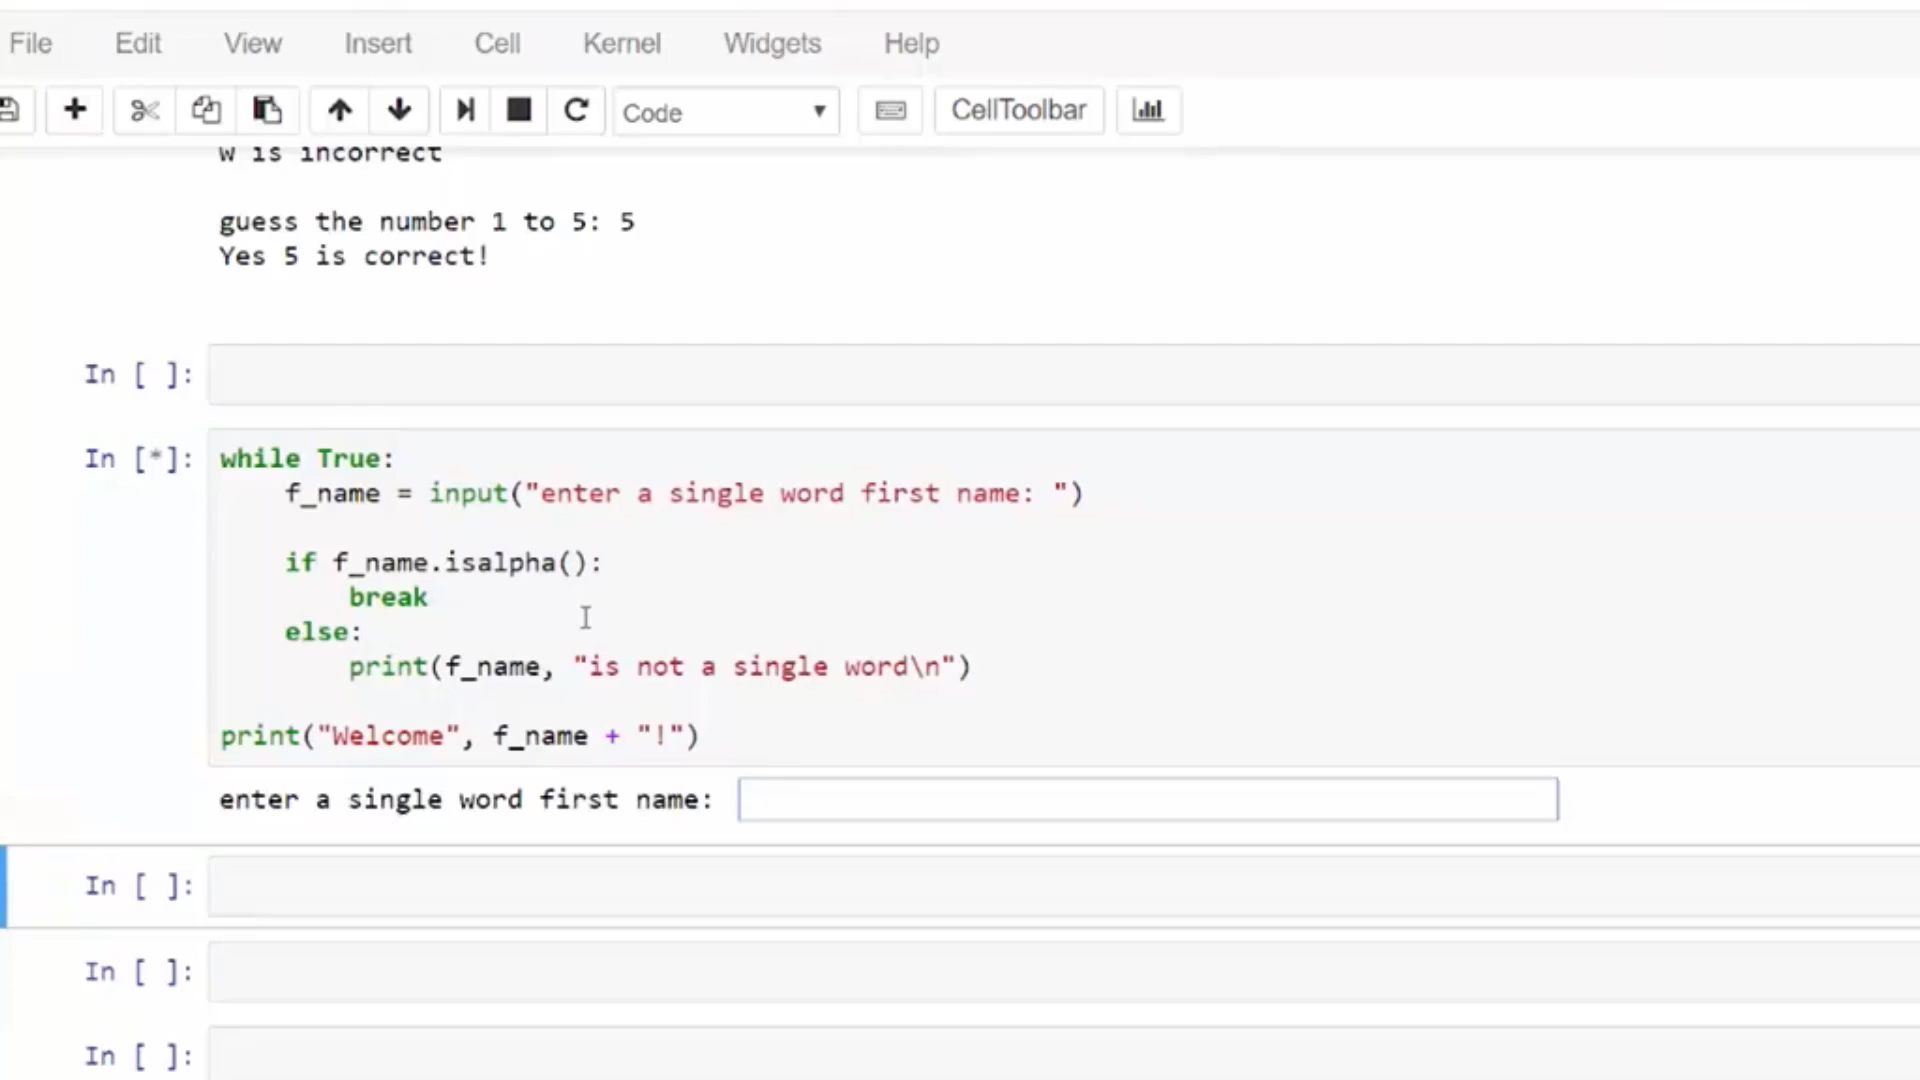 File Edit View Insert Cell Kernel Widgets Help
Code CellToolbar
w is incorrect
guess the number 1 to 5: 5
Yes 5 is correct!
In [ ]:
In [*]: while True:
    f_name = input("enter a single word first name: ")
    if f_name.isalpha():
        break
    else:
        print(f_name, "is not a single word\n")
print("Welcome", f_name + "!")
enter a single word first name:
In [ ]:
In [ ]:
In [ ]: